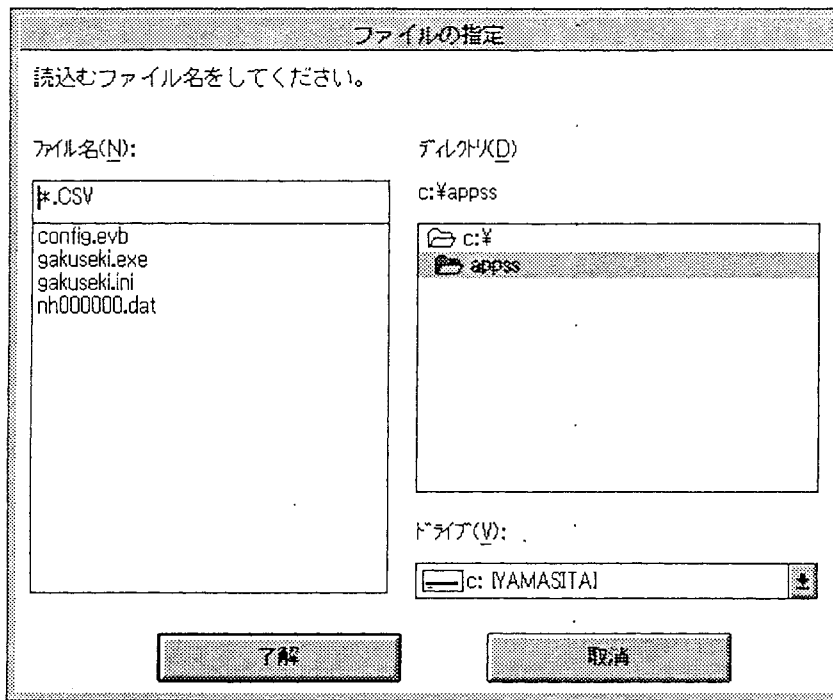 ファイルの指定
読込むファイル名をしてください。
ファイル名(N):
*.CSV
config.evb
gakuseki.exe
gakuseki.ini
nh000000.dat
ディレクトリ(D)
c:¥appss
c:¥
appss
ドライブ(V):
c: [YAMASITA]
了解
取消